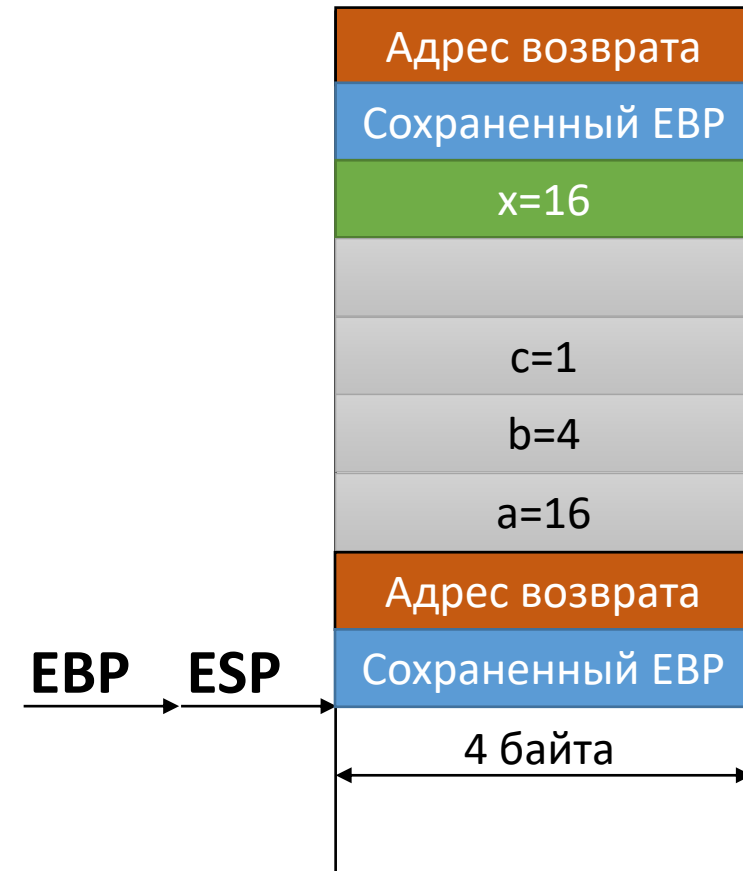 Адрес возврата
Сохраненный EBP
x=16
c=1
b=4
a=16
Адрес возврата
EBP ESP Сохраненный EBP
4 байта